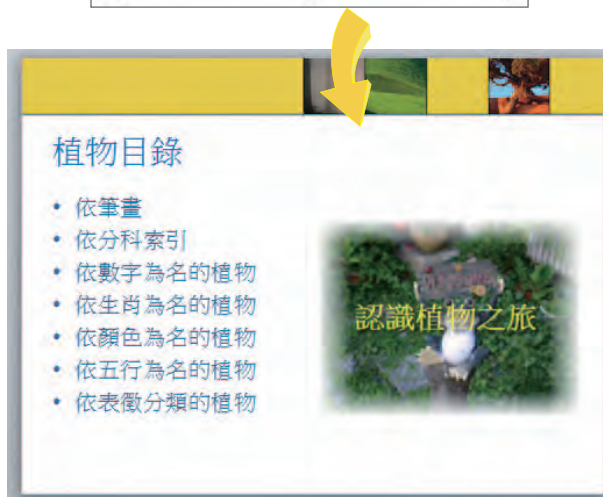 植物目錄
• 依筆畫
• 依分科索引
• 依數字為名的植物
• 依生肖為名的植物
• 依顏色為名的植物
• 依五行為名的植物
• 依表徵分類的植物
認識植物之旅